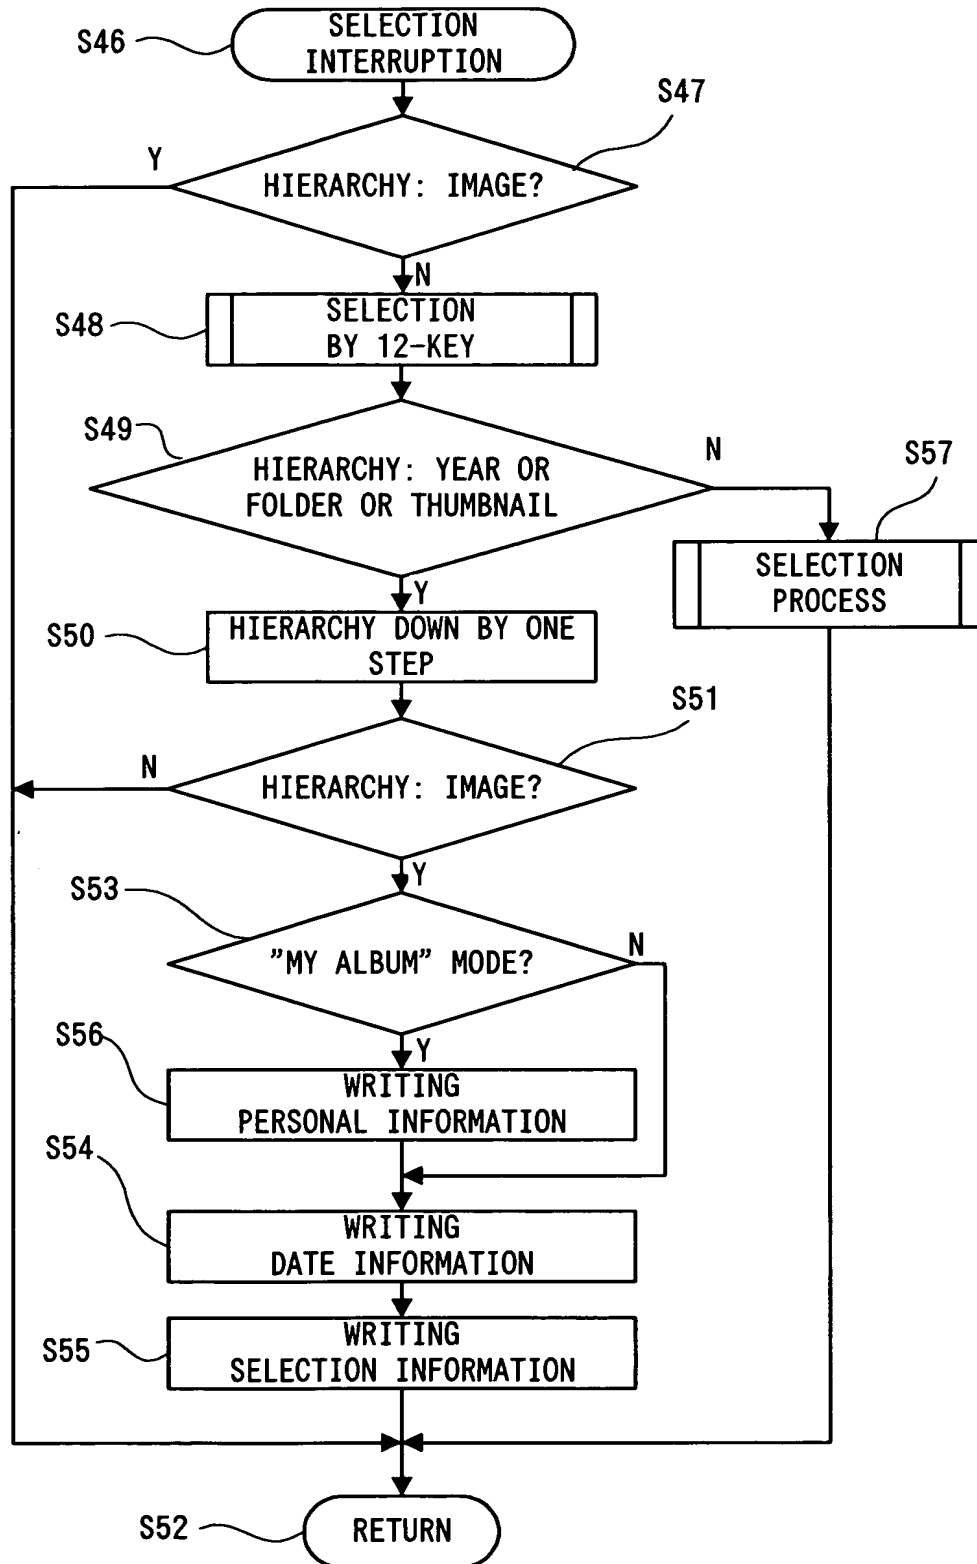 S46
SELECTION
INTERRUPTION
S47
Y
HIERARCHY: IMAGE?
N
S48
SELECTION
BY 12-KEY
S49
HIERARCHY: YEAR OR
FOLDER OR THUMBNAIL
N
S57
SELECTION
PROCESS
Y
S50
HIERARCHY DOWN BY ONE
STEP
S51
N
HIERARCHY: IMAGE?
Y
S53
”MY ALBUM” MODE?
N
S56
Y
WRITING
PERSONAL INFORMATION
S54
WRITING
DATE INFORMATION
S55
WRITING
SELECTION INFORMATION
S52
RETURN